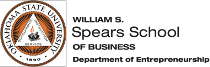 OKLAHOMA STATE UNIVERSITY
1890
WILLIAM S.
Spears School
OF BUSINESS
Department of Entrepreneurship